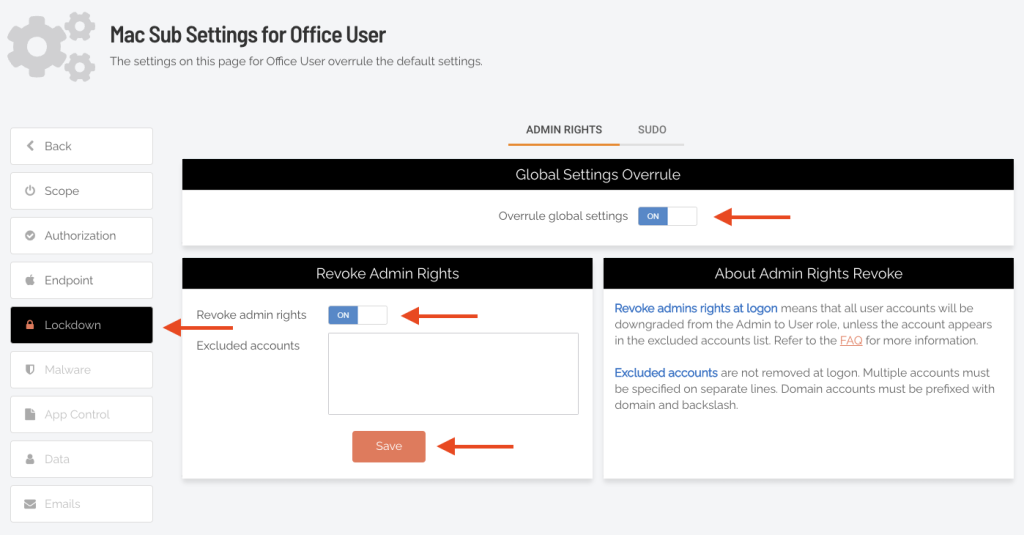 Mac Sub Settings for Office User
The settings on this page for Office User overrule the default settings.
Back
Scope
Authorization
Endpoint
Lockdown
Malware
App Control
Data
Emails
ADMIN RIGHTS
SUDO
Global Settings Overrule
Overrule global settings
ON
Revoke Admin Rights
Revoke admin rights
ON
Excluded accounts
Save
About Admin Rights Revoke
Revoke admins rights at logon means that all user accounts will be
downgraded from the Admin to User role, unless the account appears
in the excluded accounts list. Refer to the FAQ for more information.
Excluded accounts are not removed at logon. Multiple accounts must
be specified on separate lines. Domain accounts must be prefixed with
domain and backslash.